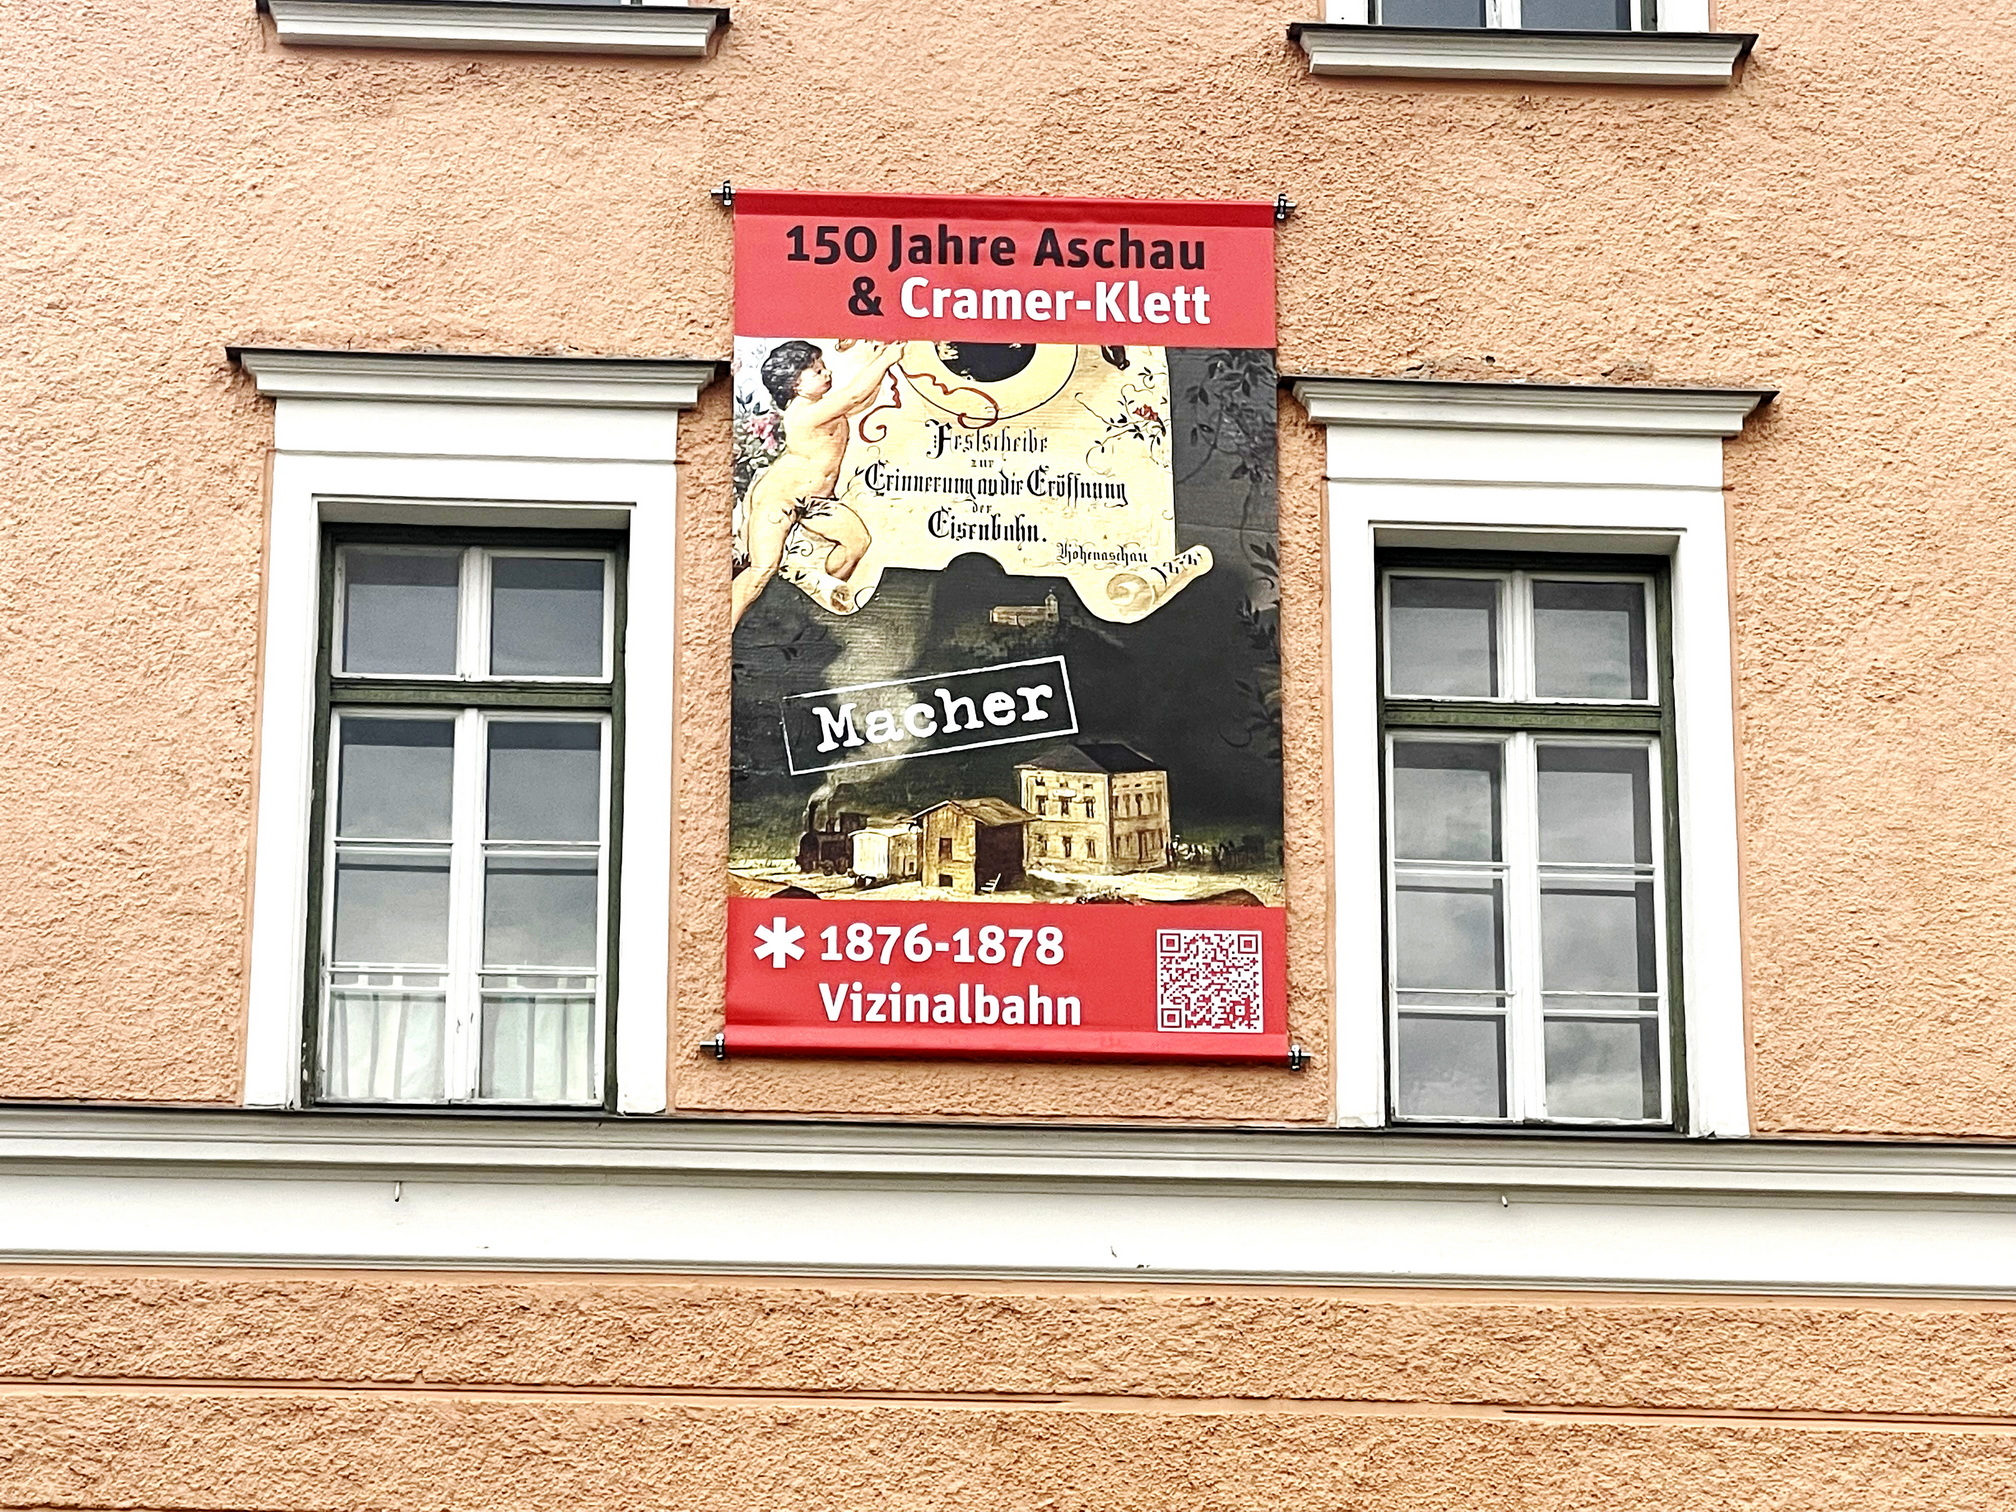 150 Jahre Aschau
& Cramer-Klett
Festscheibe
zur
Erinnerung an die Eröffnung
der
Eisenbahn.
Hohenaschau
Macher
* 1876-1878
Vizinalbahn